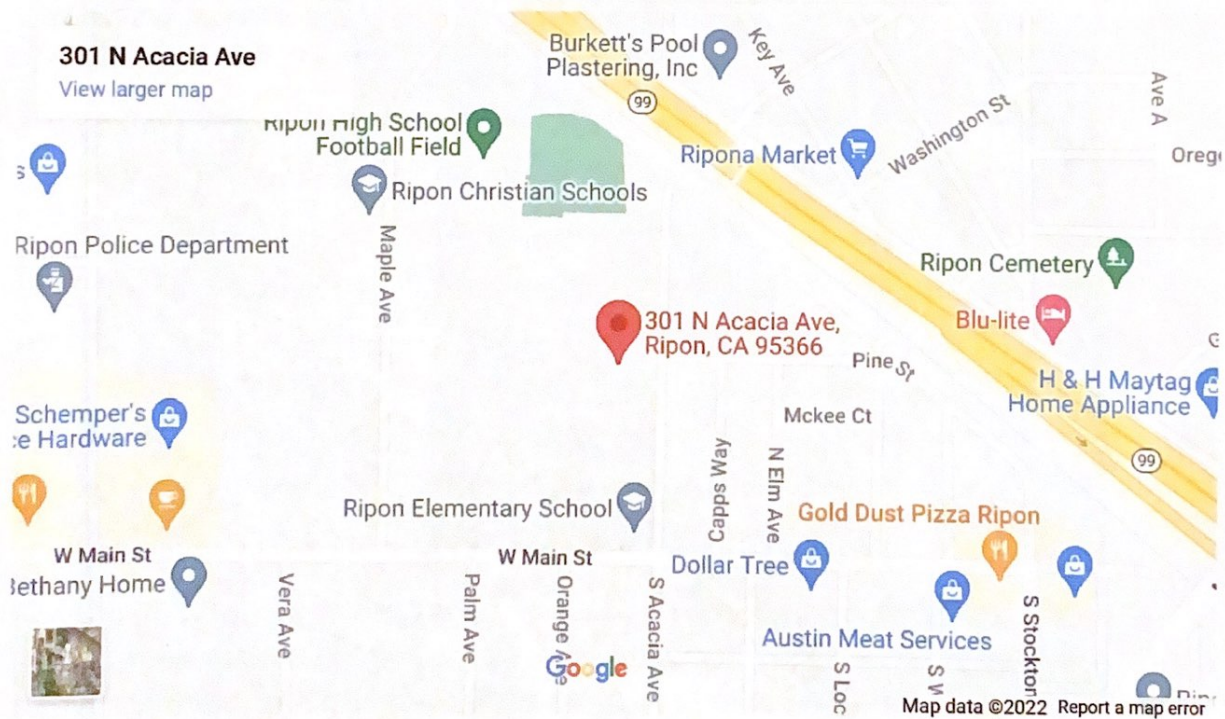 301 N Acacia Ave
View larger map
Burkett's Pool
Plastering, Inc
Key Ave
99
Ave A
Washington St
Ripon High School
Football Field
Ripona Market
Ripon Christian Schools
Ripon Police Department
Maple Ave
Ripon Cemetery
Blu-lite
301 N Acacia Ave,
Ripon, CA 95366
Pine St
H & H Maytag
Home Appliance
Schemper's
Hardware
Mckee Ct
Capps Way
N Elm Ave
99
Ripon Elementary School
Gold Dust Pizza Ripon
W Main St
W Main St
Bethany Home
Dollar Tree
Vera Ave
Palm Ave
Orange
S Acacia Ave
Austin Meat Services
S Stockton
Google
S Loc
S W
Map data ©2022 Report a map error